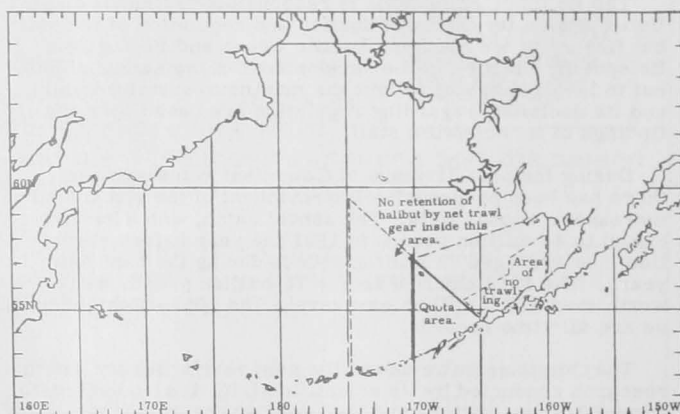 60N
No retention of
halibut by net trawl
gear inside this
area.
Area
of
no
trawl
ing.
55N
Quota
area.
160E
170E
180
170W
160W
150W